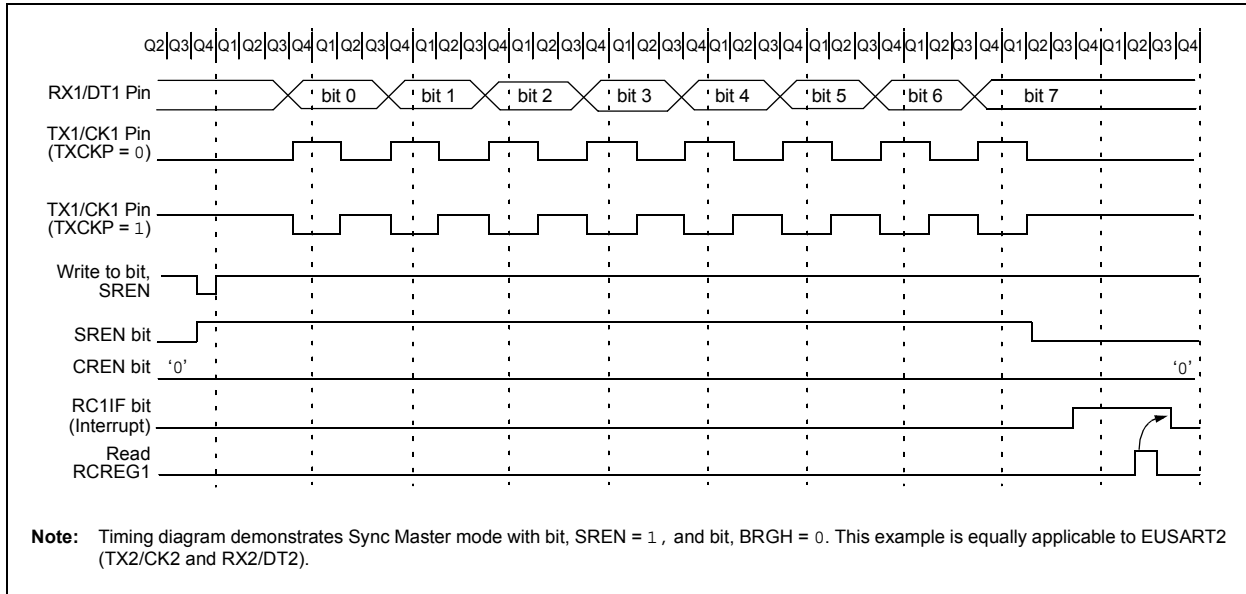 Q2 Q3 Q4 Q1 Q2 Q3 Q4 Q1 Q2 Q3 Q4 Q1 Q2 Q3 Q4 Q1 Q2 Q3 Q4 Q1 Q2 Q3 Q4 Q1 Q2 Q3 Q4 Q1 Q2 Q3 Q4 Q1 Q2 Q3 Q4 Q1 Q2 Q3 Q4 Q1 Q2 Q3 Q4
RX1/DT1 Pin
bit 0 bit 1 bit 2 bit 3 bit 4 bit 5 bit 6 bit 7
TX1/CK1 Pin
(TXCKP = 0)
TX1/CK1 Pin
(TXCKP = 1)
Write to bit,
SREN
SREN bit
CREN bit ‘0’ ‘0’
RC1IF bit
(Interrupt)
Read
RCREG1
Note: Timing diagram demonstrates Sync Master mode with bit, SREN = 1, and bit, BRGH = 0. This example is equally applicable to EUSART2
(TX2/CK2 and RX2/DT2).